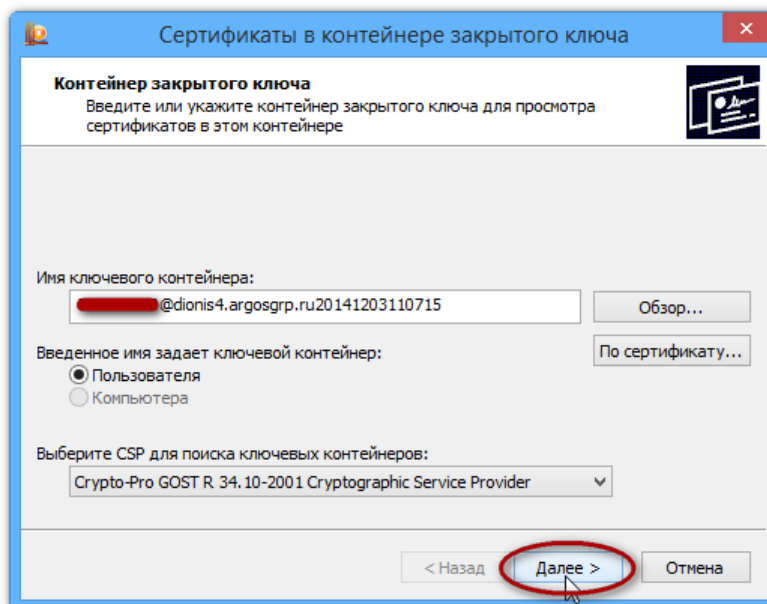 Сертификаты в контейнере закрытого ключа
Контейнер закрытого ключа
Введите или укажите контейнер закрытого ключа для просмотра
сертификатов в этом контейнере
Имя ключевого контейнера:
@dionis4.argosgrp.ru20141203110715
Обзор...
Введенное имя задает ключевой контейнер:
По сертификату...
Пользователя
Компьютера
Выберите CSP для поиска ключевых контейнеров:
Crypto-Pro GOST R 34.10-2001 Cryptographic Service Provider
< Назад
Далее >
Отмена